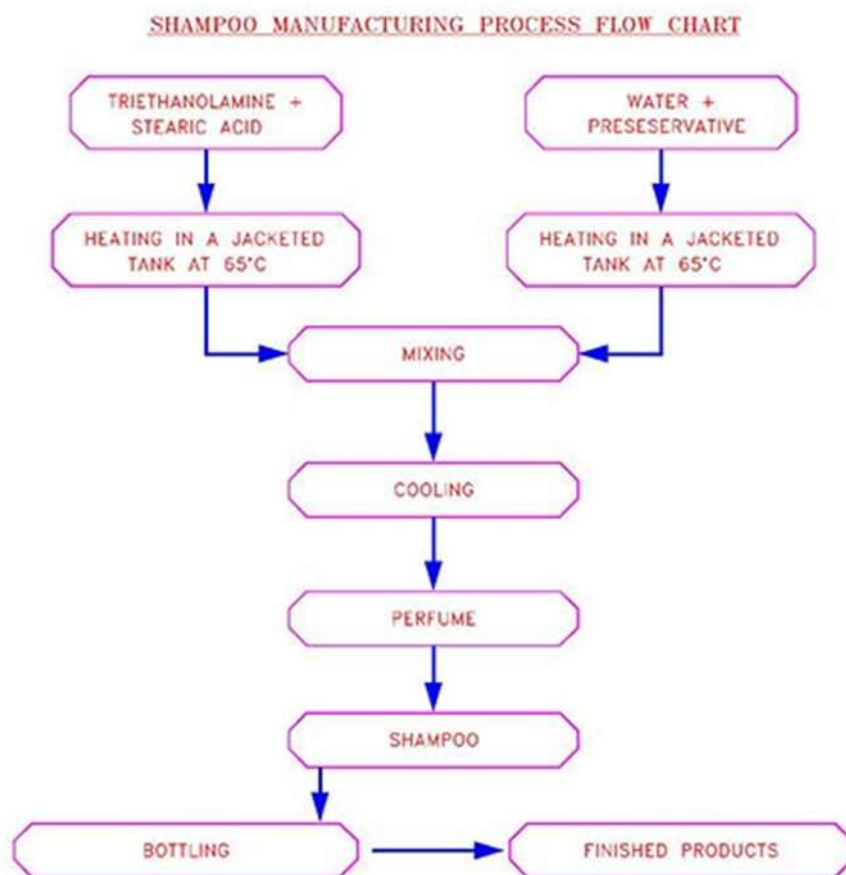 SHAMPOO MANUFACTURING PROCESS FLOW CHART
TRIETHANOLAMINE +
STEARIC ACID
WATER +
PRESESERVATIVE
HEATING IN A JACKETED
TANK AT 65°C
HEATING IN A JACKETED
TANK AT 65°C
MIXING
COOLING
PERFUME
SHAMPOO
BOTTLING
FINISHED PRODUCTS